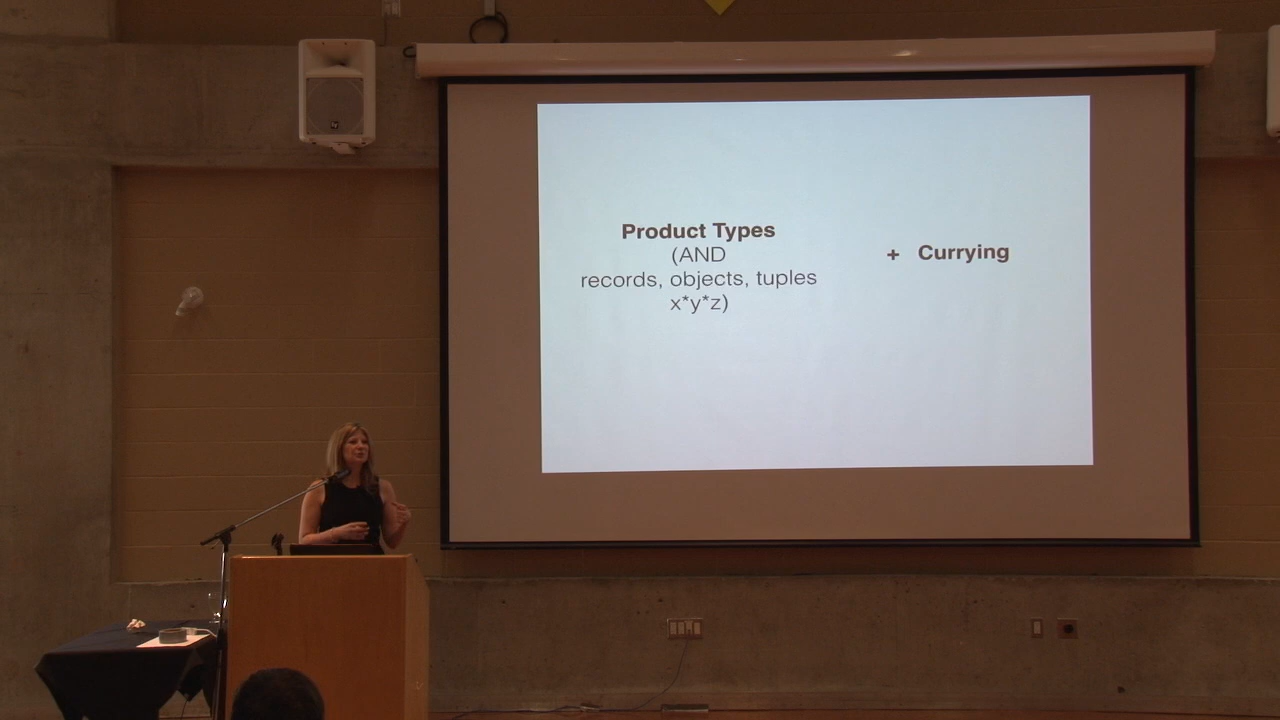 Product Types
(AND
records, objects, tuples
x*y*z)
+ Currying